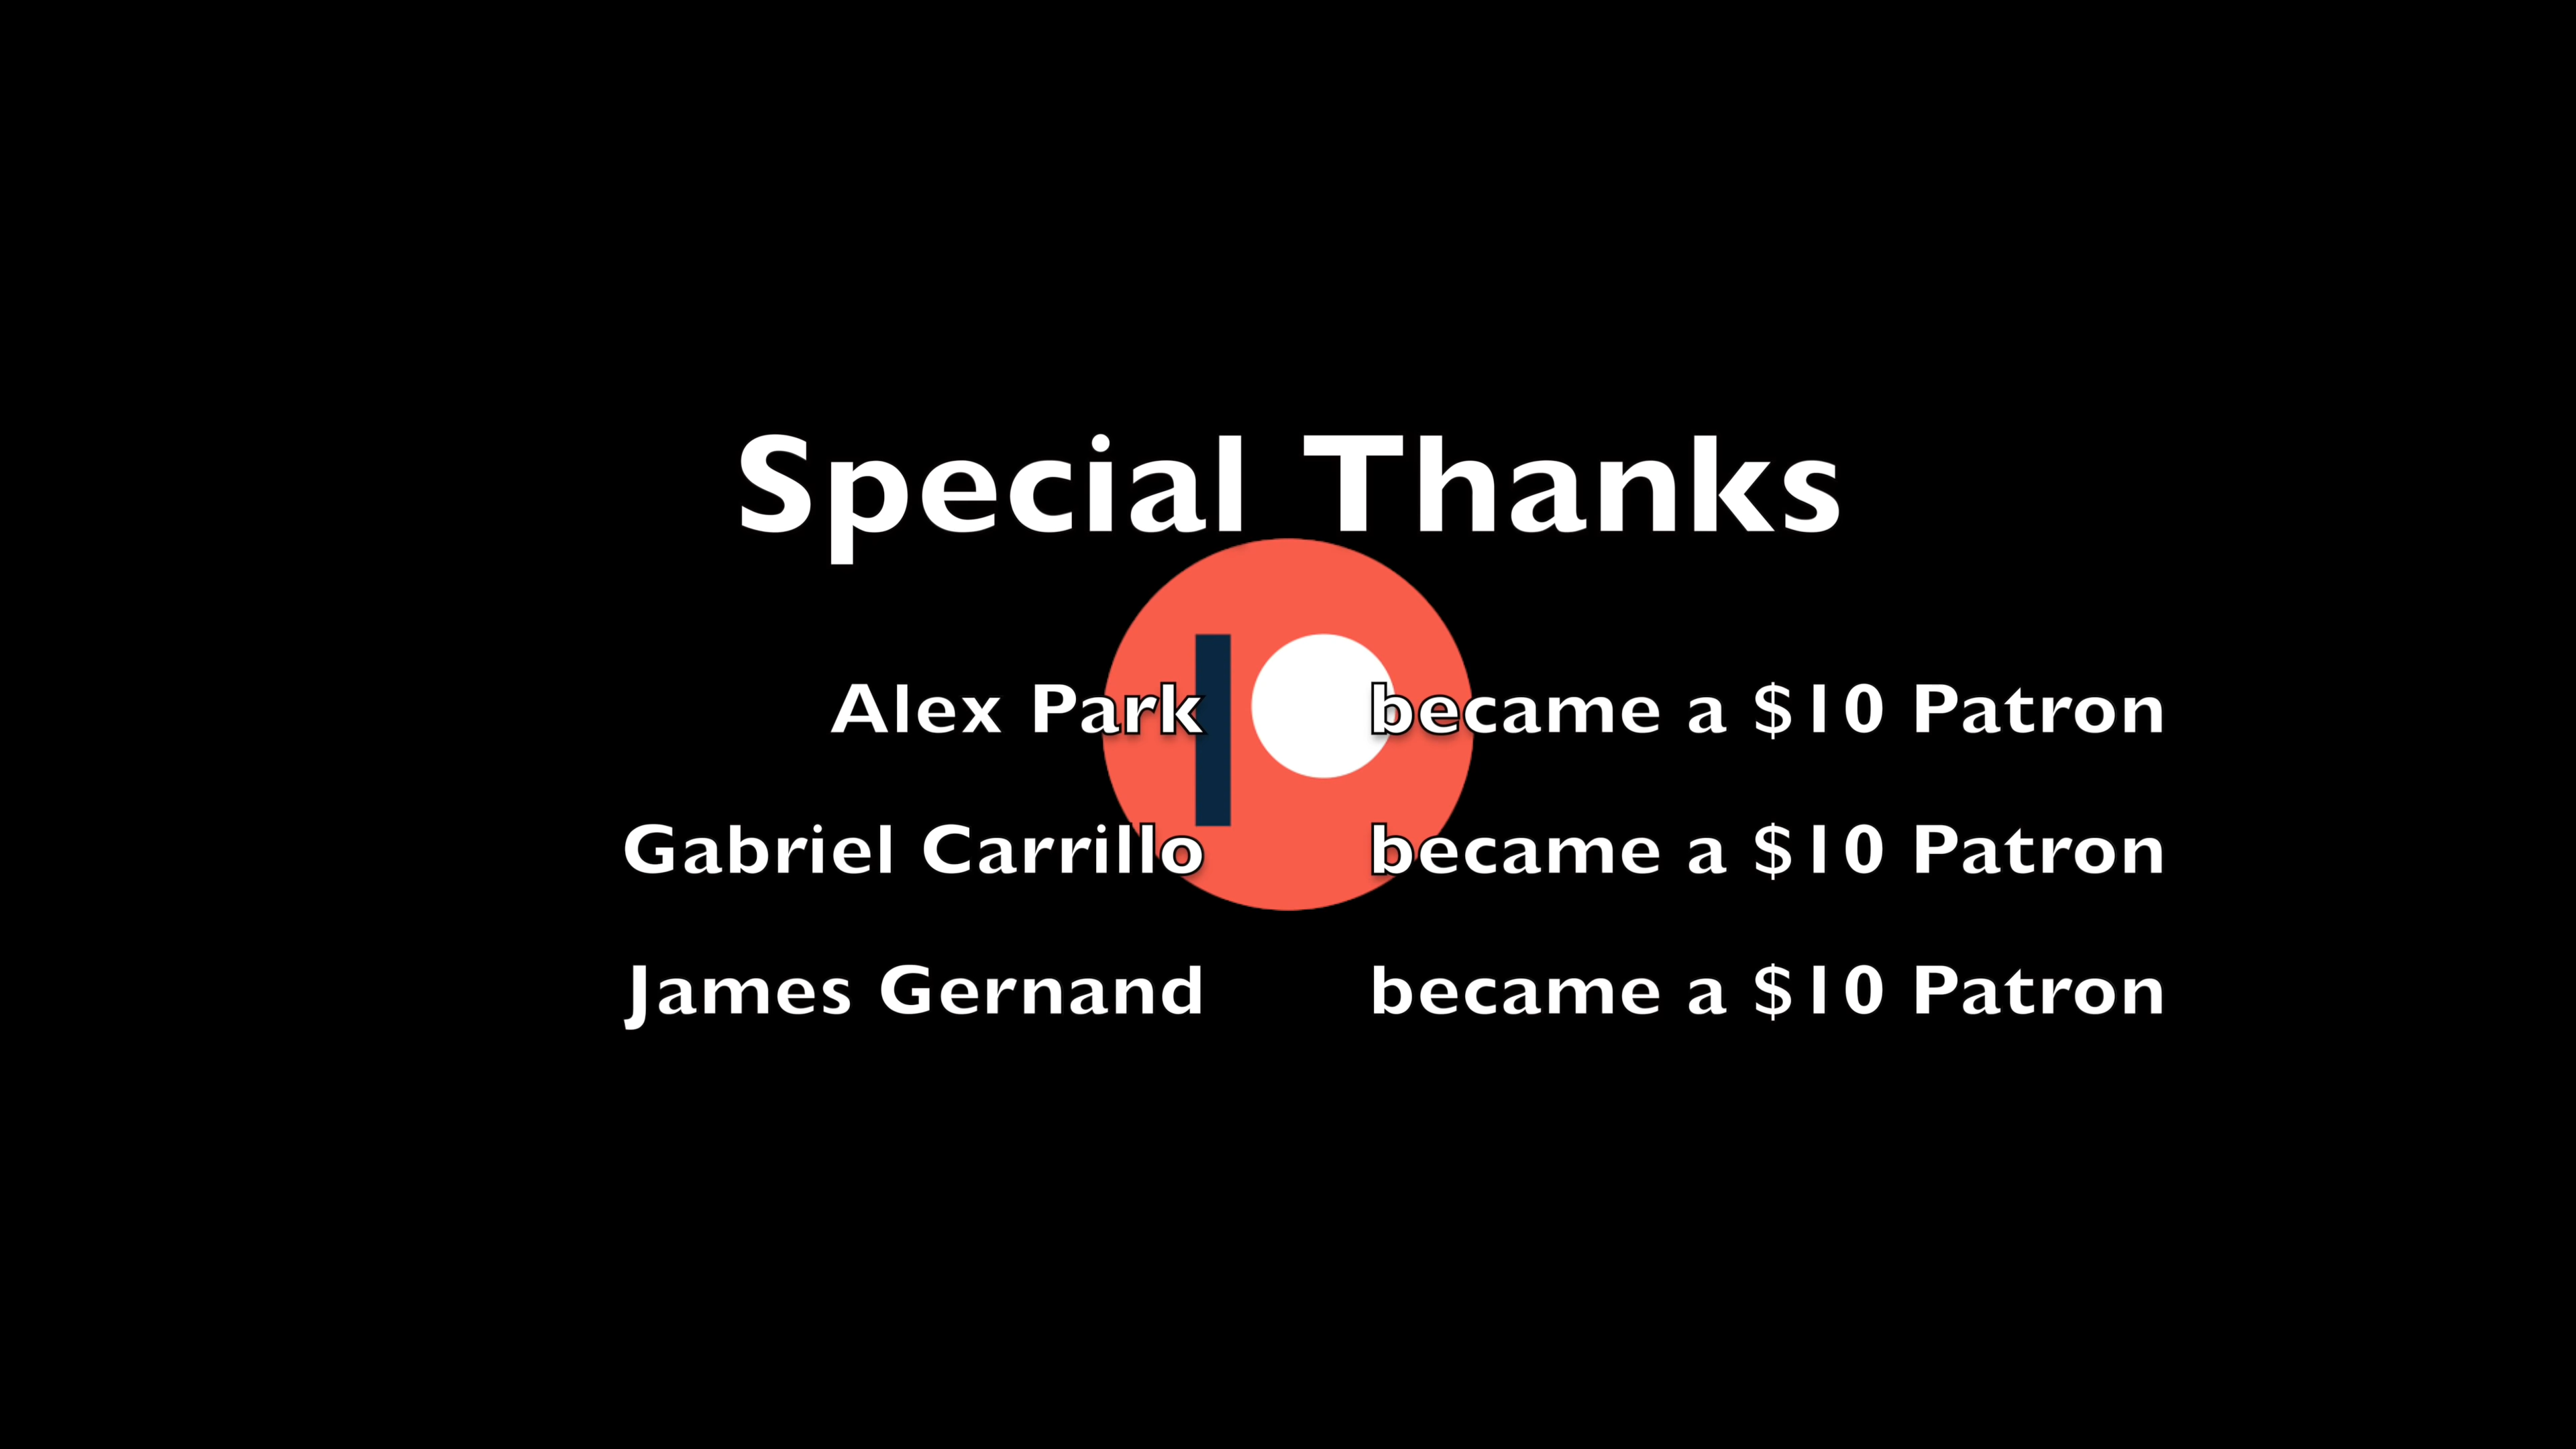 Special Thanks
Alex Park became a $10 Patron
Gabriel Carrillo became a $10 Patron
James Gernand became a $10 Patron